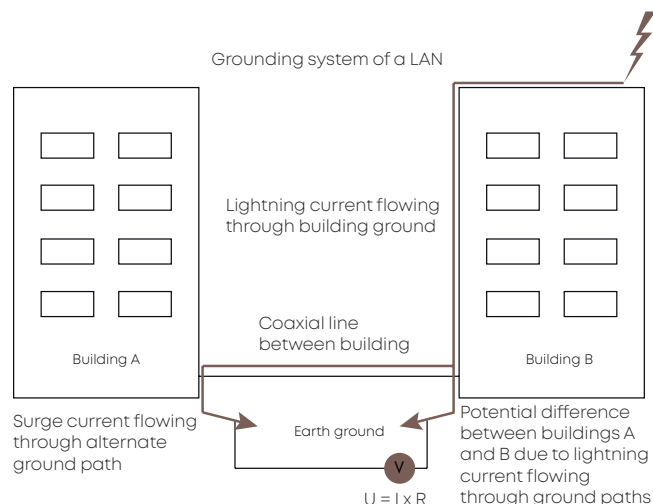 Grounding system of a LAN
Lightning current flowing
through building ground
Coaxial line
between building
Building A
Building B
Surge current flowing
through alternate
ground path
Earth ground
Potential difference
between buildings A
and B due to lightning
current flowing
through ground paths
V
U = I x R